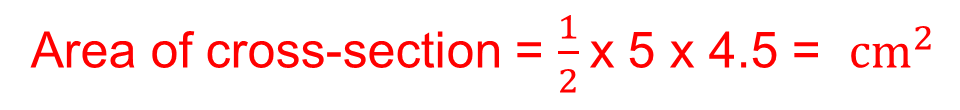 Area of cross-section = 1/2 x 5 x 4.5 = cm²